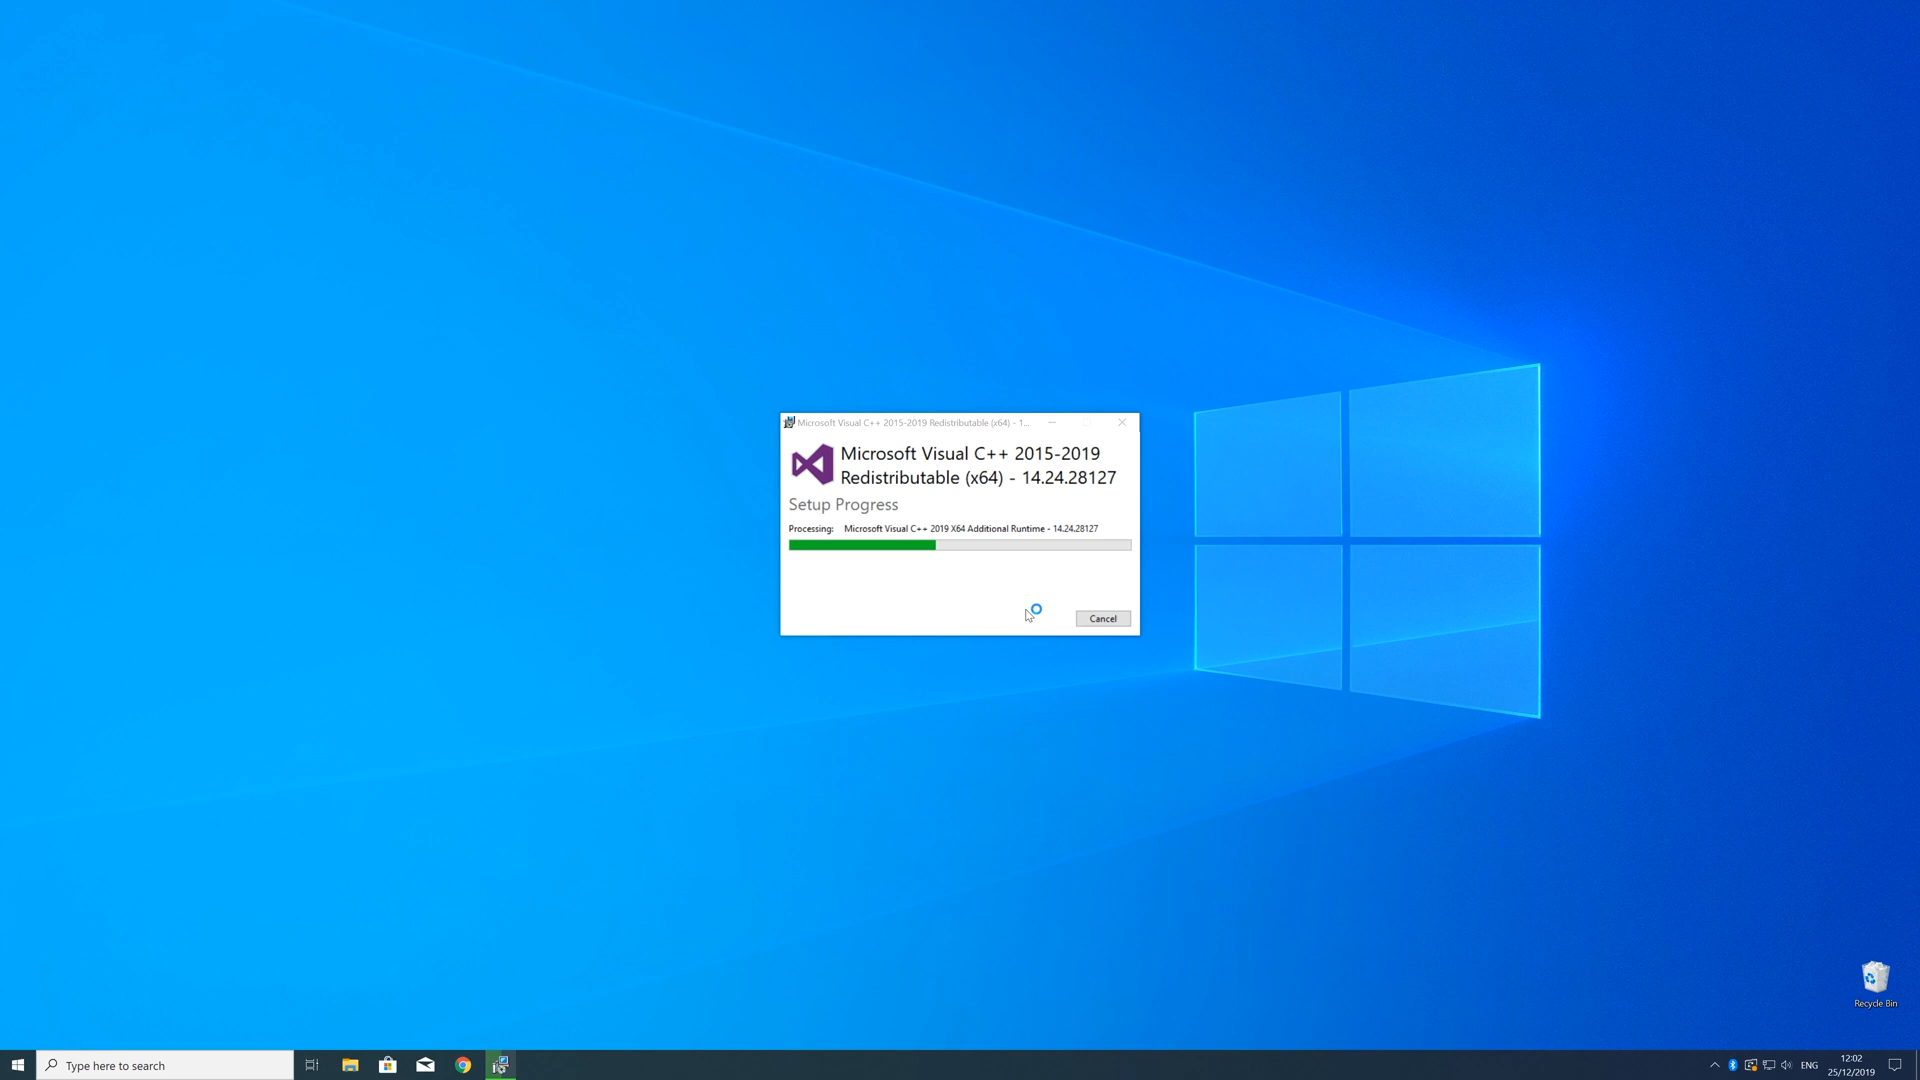 Microsoft Visual C++ 2015-2019 Redistributable (x64) - 1...
Microsoft Visual C++ 2015-2019
Redistributable (x64) - 14.24.28127
Setup Progress
Processing: Microsoft Visual C++ 2019 X64 Additional Runtime - 14.24.28127
Cancel
Recycle Bin
Type here to search
ENG
12:02
25/12/2019